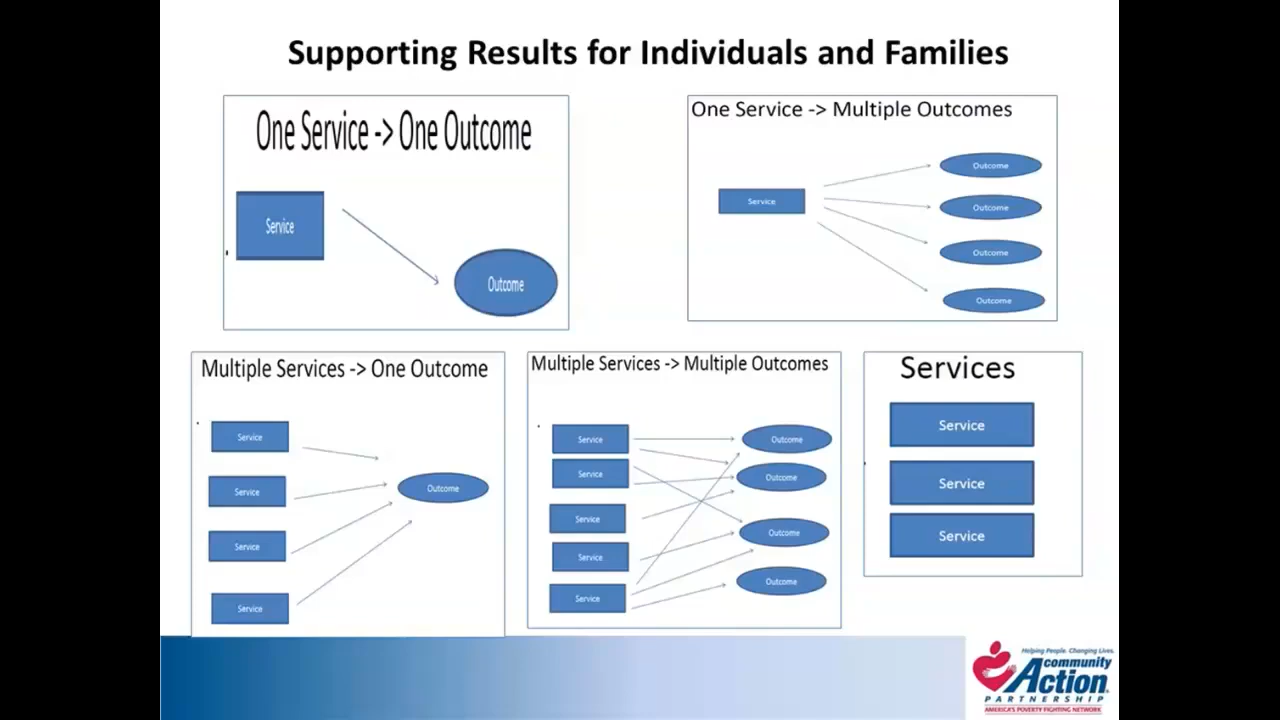 Supporting Results for Individuals and Families
One Service -> One Outcome
Service
Outcome
One Service -> Multiple Outcomes
Service
Outcome
Outcome
Outcome
Outcome
Multiple Services -> One Outcome
Service
Service
Service
Service
Outcome
Multiple Services -> Multiple Outcomes
Service
Service
Service
Service
Service
Outcome
Outcome
Outcome
Outcome
Services
Service
Service
Service
Helping People. Changing Lives.
community
Action
PARTNERSHIP
AMERICA'S POVERTY FIGHTING NETWORK